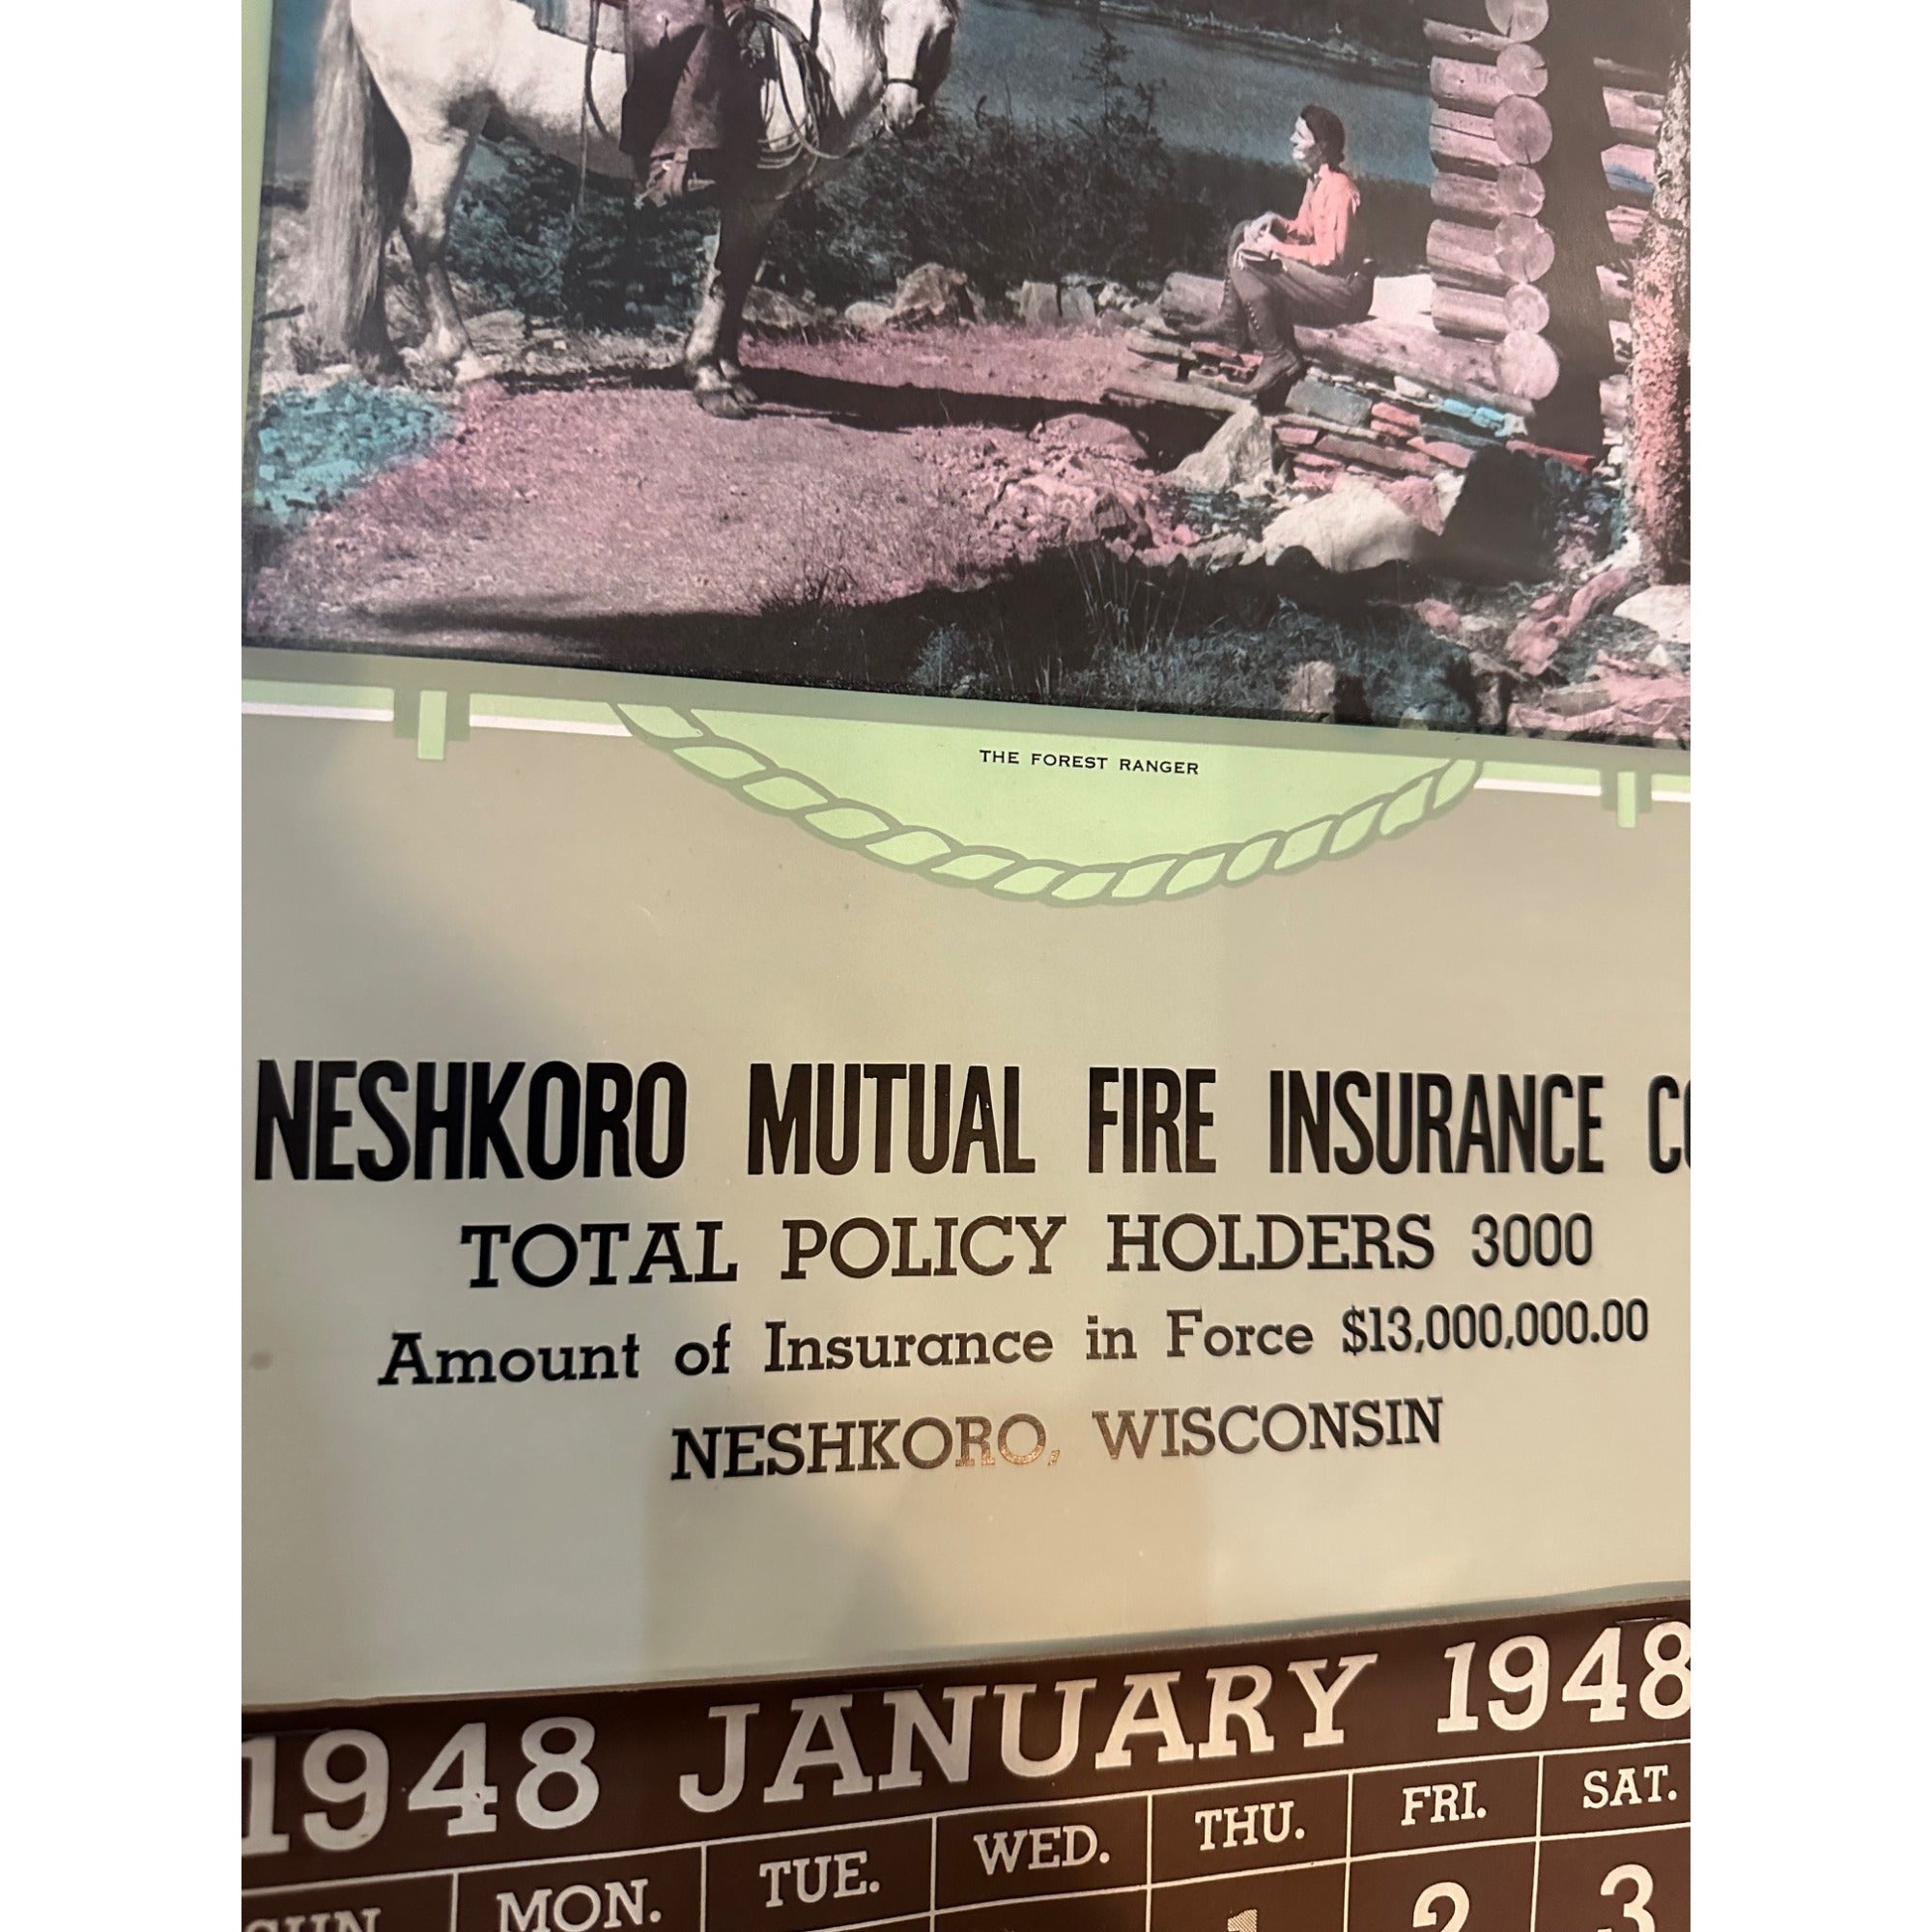 THE FOREST RANGER
NESHKORO MUTUAL FIRE INSURANCE CO
TOTAL POLICY HOLDERS 3000
Amount of Insurance in Force $13,000,000.00
NESHKORO, WISCONSIN
1948 JANUARY 1948
SUN. MON. TUE. WED. THU. FRI. SAT.
1 2 3